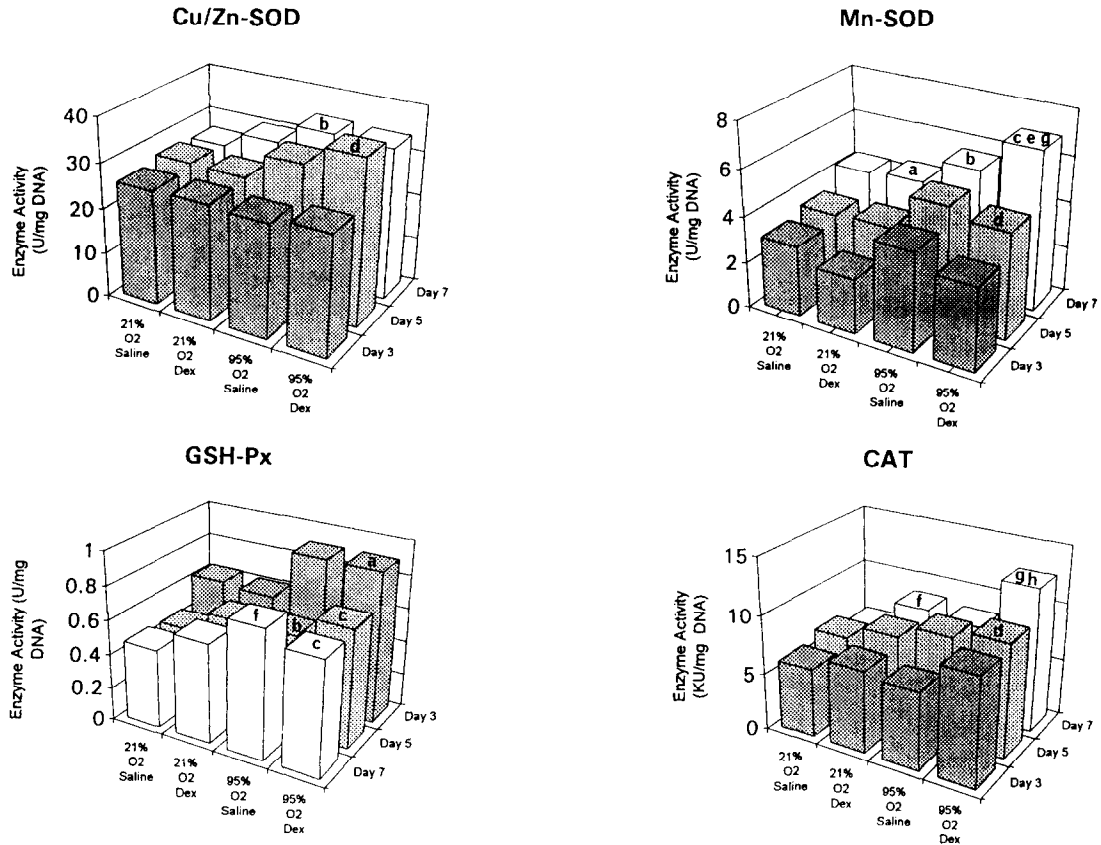 Cu/Zn-SOD
Enzyme Activity
(U/mg DNA)
40
30
20
10
0
b
d
21%
O2
Saline
21%
O2
Dex
95%
O2
Saline
95%
O2
Dex
Day 3
Day 5
Day 7
Mn-SOD
Enzyme Activity
(U/mg DNA)
8
6
4
2
0
a
b
c e g
d
21%
O2
Saline
21%
O2
Dex
95%
O2
Saline
95%
O2
Dex
Day 3
Day 5
Day 7
GSH-Px
Enzyme Activity (U/mg
DNA)
1
0.8
0.6
0.4
0.2
0
a
f
b
c
c
21%
O2
Saline
21%
O2
Dex
95%
O2
Saline
95%
O2
Dex
Day 7
Day 5
Day 3
CAT
Enzyme Activity
(KU/mg DNA)
15
10
5
0
f
g h
d
21%
O2
Saline
21%
O2
Dex
95%
O2
Saline
95%
O2
Dex
Day 3
Day 5
Day 7